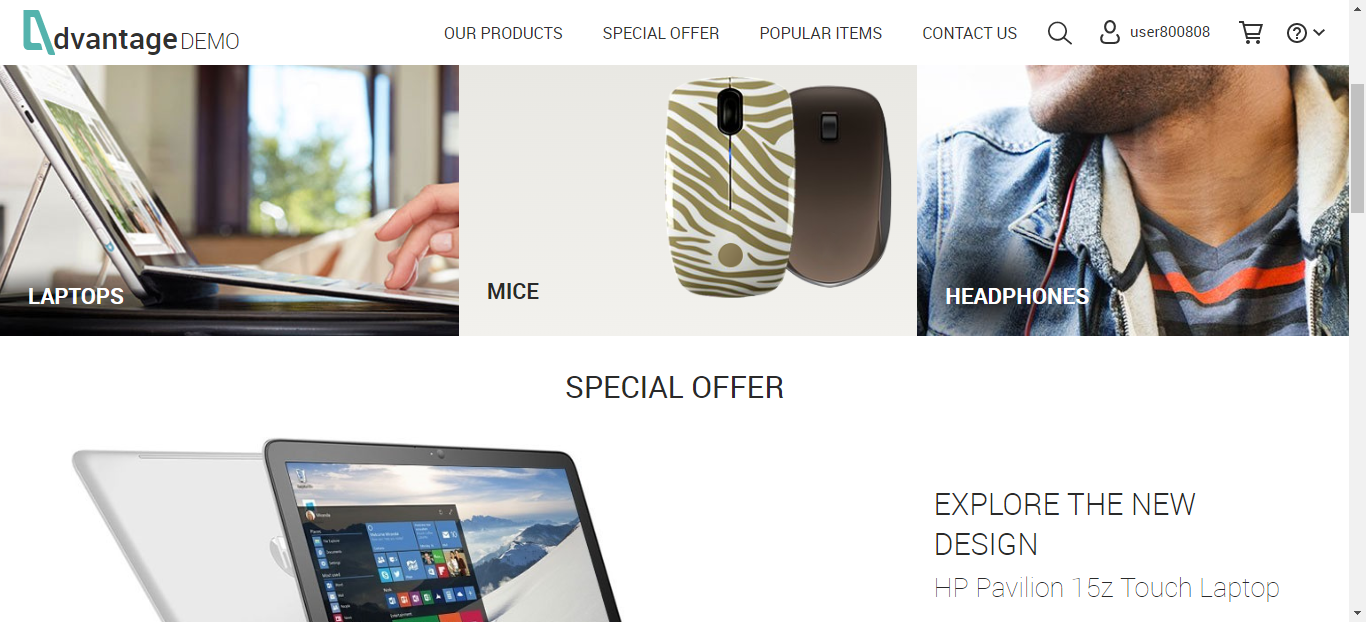 dvantage DEMO
OUR PRODUCTS
SPECIAL OFFER
POPULAR ITEMS
CONTACT US
user800808
LAPTOPS
MICE
HEADPHONES
SPECIAL OFFER
EXPLORE THE NEW
DESIGN
HP Pavilion 15z Touch Laptop